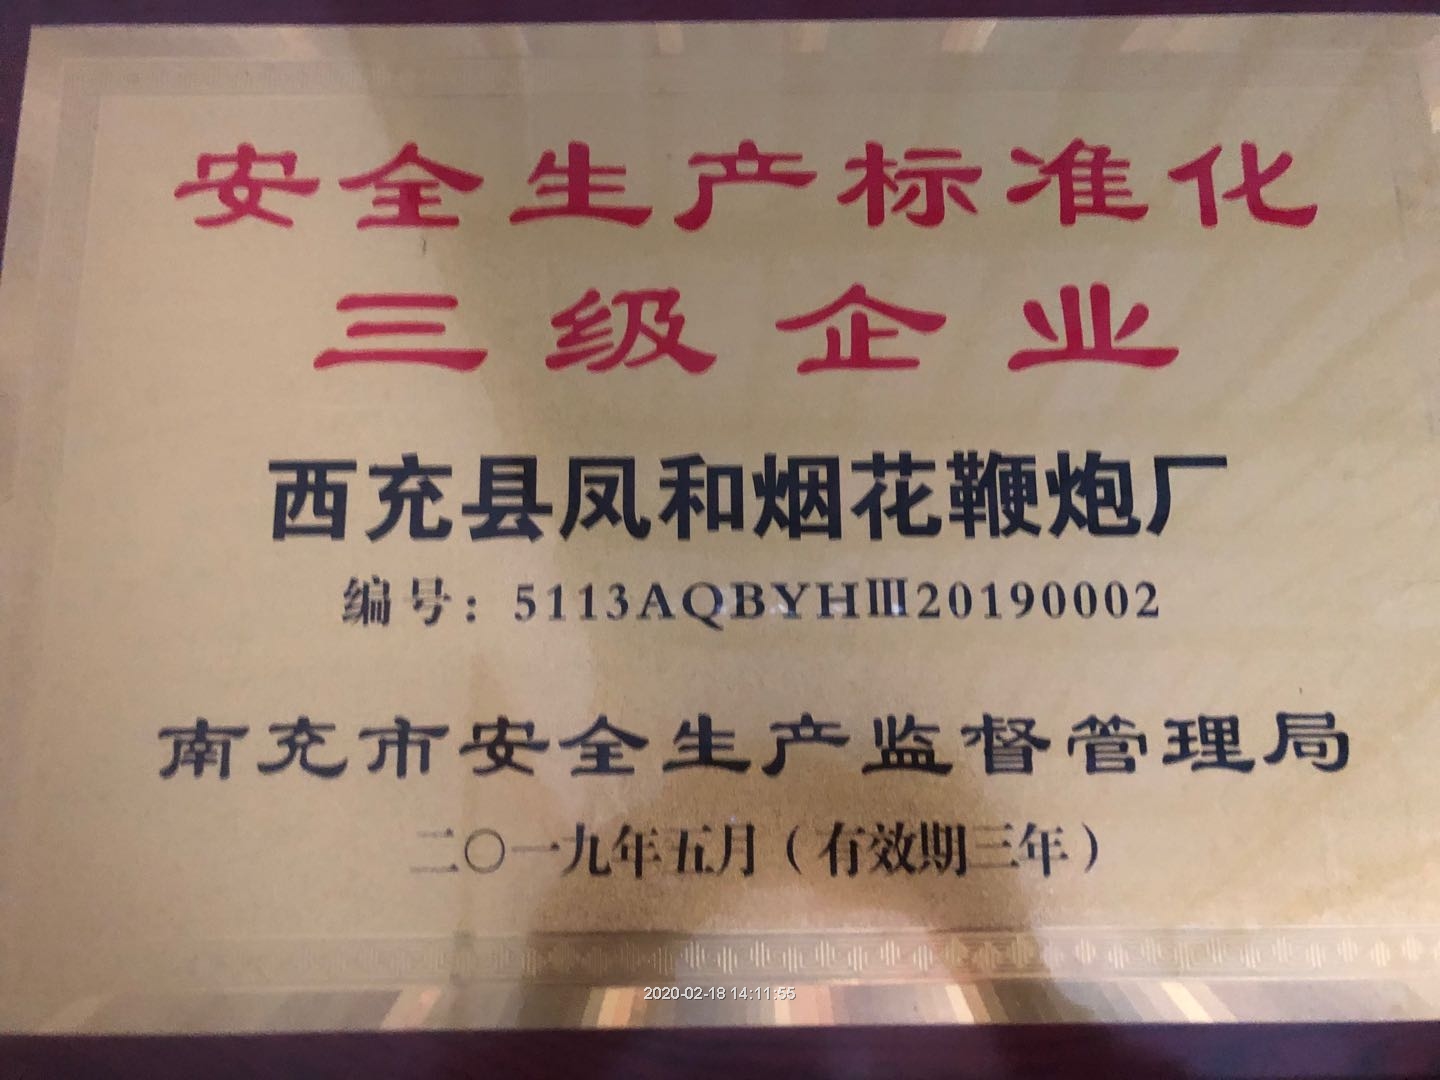 安全生产标准化
三级企业
西充县凤和烟花鞭炮厂
编号：5113AQBYHⅢ20190002
南充市安全生产监督管理局
二〇一九年五月（有效期三年）
2020-02-18 14:11:55